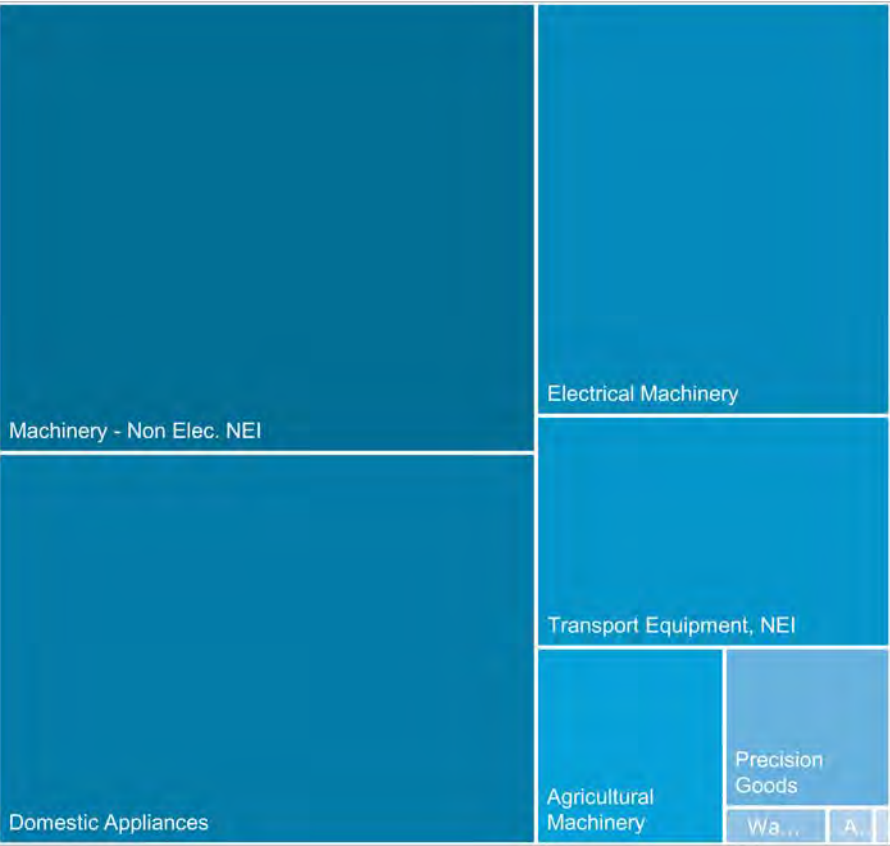 Machinery - Non Elec. NEI
Electrical Machinery
Domestic Appliances
Transport Equipment, NEI
Agricultural
Machinery
Precision
Goods
Wa...
A..